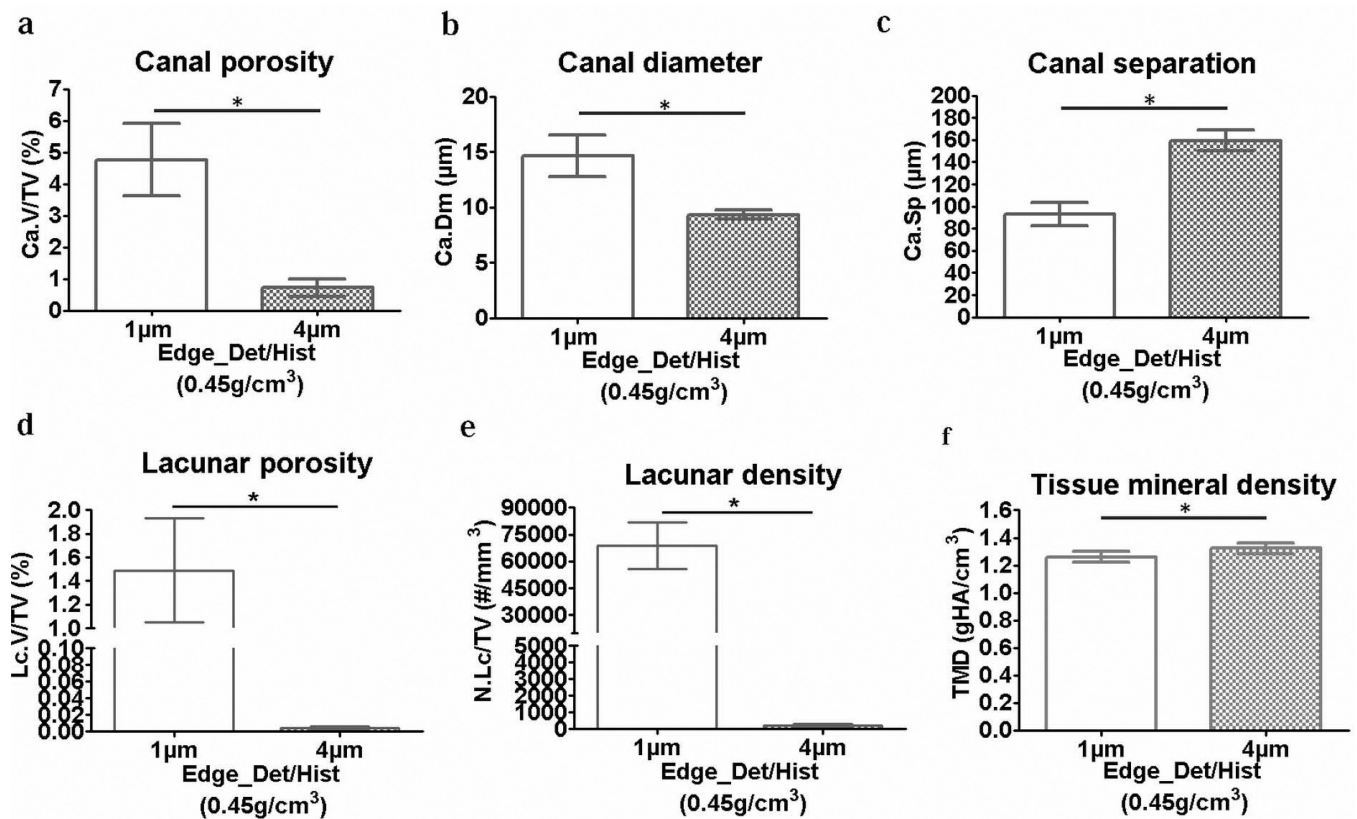 a
Canal porosity
Ca.V/TV (%)
7
6
5
4
3
2
1
0
*
1µm
4µm
Edge_Det/Hist
(0.45g/cm³)
b
Canal diameter
Ca.Dm (µm)
20
15
10
5
0
*
1µm
4µm
Edge_Det/Hist
(0.45g/cm³)
c
Canal separation
Ca.Sp (µm)
200
180
160
140
120
100
80
60
40
20
0
*
1µm
4µm
Edge_Det/Hist
(0.45g/cm³)
d
Lacunar porosity
Lc.V/TV (%)
2.0
1.8
1.6
1.4
1.2
1.0
0.10
0.08
0.06
0.04
0.02
0.00
*
1µm
4µm
Edge_Det/Hist
(0.45g/cm³)
e
Lacunar density
N.Lc/TV (#/mm³)
90000
75000
60000
45000
30000
5000
4000
3000
2000
1000
0
*
1µm
4µm
Edge_Det/Hist
(0.45g/cm³)
f
Tissue mineral density
TMD (gHA/cm³)
1.6
1.4
1.2
1.0
0.8
0.6
0.4
0.2
0.0
*
1µm
4µm
Edge_Det/Hist
(0.45g/cm³)